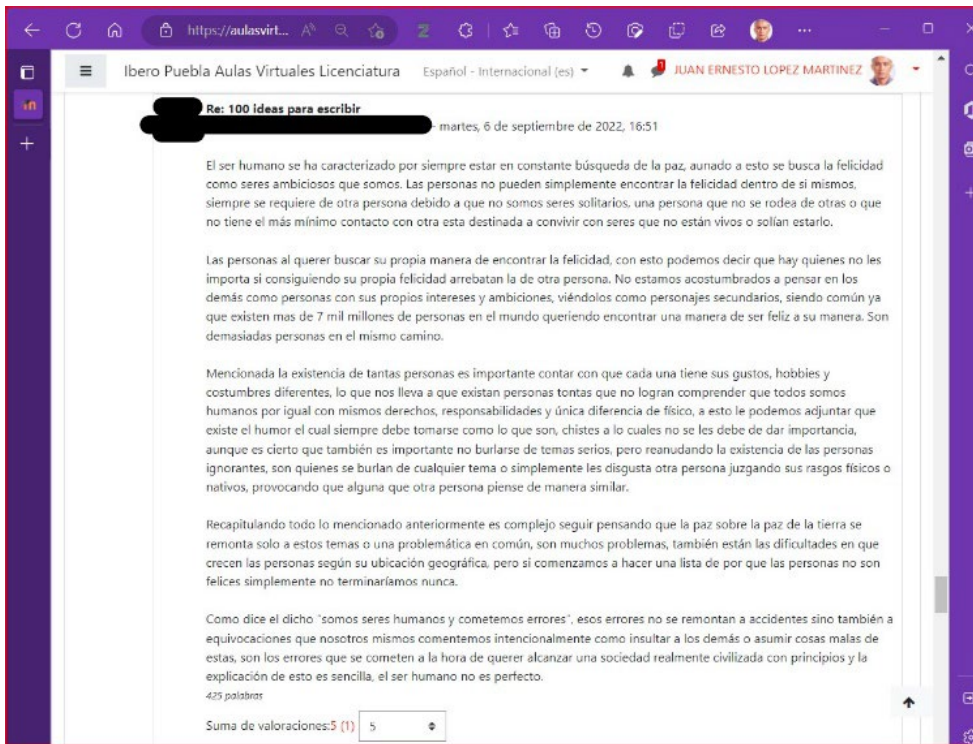 https://aulasvirt...
Ibero Puebla Aulas Virtuales Licenciatura Español - Internacional (es) JUAN ERNESTO LOPEZ MARTINEZ
Re: 100 ideas para escribir
- martes, 6 de septiembre de 2022, 16:51
El ser humano se ha caracterizado por siempre estar en constante búsqueda de la paz, aunado a esto se busca la felicidad
como seres ambiciosos que somos. Las personas no pueden simplemente encontrar la felicidad dentro de si mismos,
siempre se requiere de otra persona debido a que no somos seres solitarios, una persona que no se rodea de otras o que
no tiene el más mínimo contacto con otra esta destinada a convivir con seres que no están vivos o solían estarlo.
Las personas al querer buscar su propia manera de encontrar la felicidad, con esto podemos decir que hay quienes no les
importa si consiguiendo su propia felicidad arrebatan la de otra persona. No estamos acostumbrados a pensar en los
demás como personas con sus propios intereses y ambiciones, viéndolos como personajes secundarios, siendo común ya
que existen mas de 7 mil millones de personas en el mundo queriendo encontrar una manera de ser feliz a su manera. Son
demasiadas personas en el mismo camino.
Mencionada la existencia de tantas personas es importante contar con que cada una tiene sus gustos, hobbies y
costumbres diferentes, lo que nos lleva a que existan personas tontas que no logran comprender que todos somos
humanos por igual con mismos derechos, responsabilidades y única diferencia de físico, a esto le podemos adjuntar que
existe el humor el cual siempre debe tomarse como lo que son, chistes a lo cuales no se les debe de dar importancia,
aunque es cierto que también es importante no burlarse de temas serios, pero reanudando la existencia de las personas
ignorantes, son quienes se burlan de cualquier tema o simplemente les disgusta otra persona juzgando sus rasgos físicos o
nativos, provocando que alguna que otra persona piense de manera similar.
Recapitulando todo lo mencionado anteriormente es complejo seguir pensando que la paz sobre la paz de la tierra se
remonta solo a estos temas o una problemática en común, son muchos problemas, también están las dificultades en que
crecen las personas según su ubicación geográfica, pero si comenzamos a hacer una lista de por que las personas no son
felices simplemente no terminaríamos nunca.
Como dice el dicho "somos seres humanos y cometemos errores", esos errores no se remontan a accidentes sino también a
equivocaciones que nosotros mismos comentemos intencionalmente como insultar a los demás o asumir cosas malas de
estas, son los errores que se cometen a la hora de querer alcanzar una sociedad realmente civilizada con principios y la
explicación de esto es sencilla, el ser humano no es perfecto.
425 palabras
Suma de valoraciones:5 (1) 5